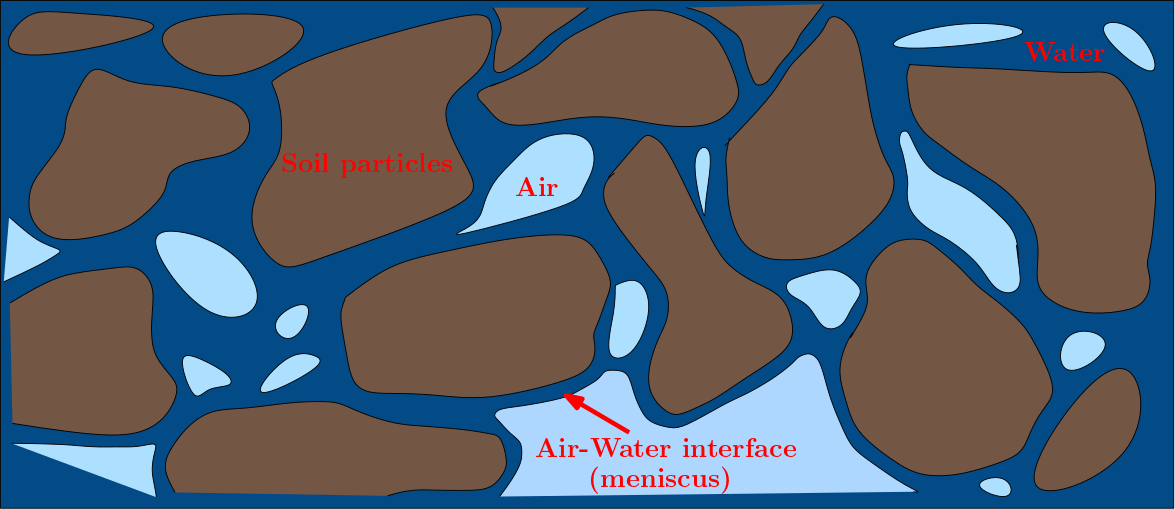 Water
Soil particles
Air
Air-Water interface
(meniscus)